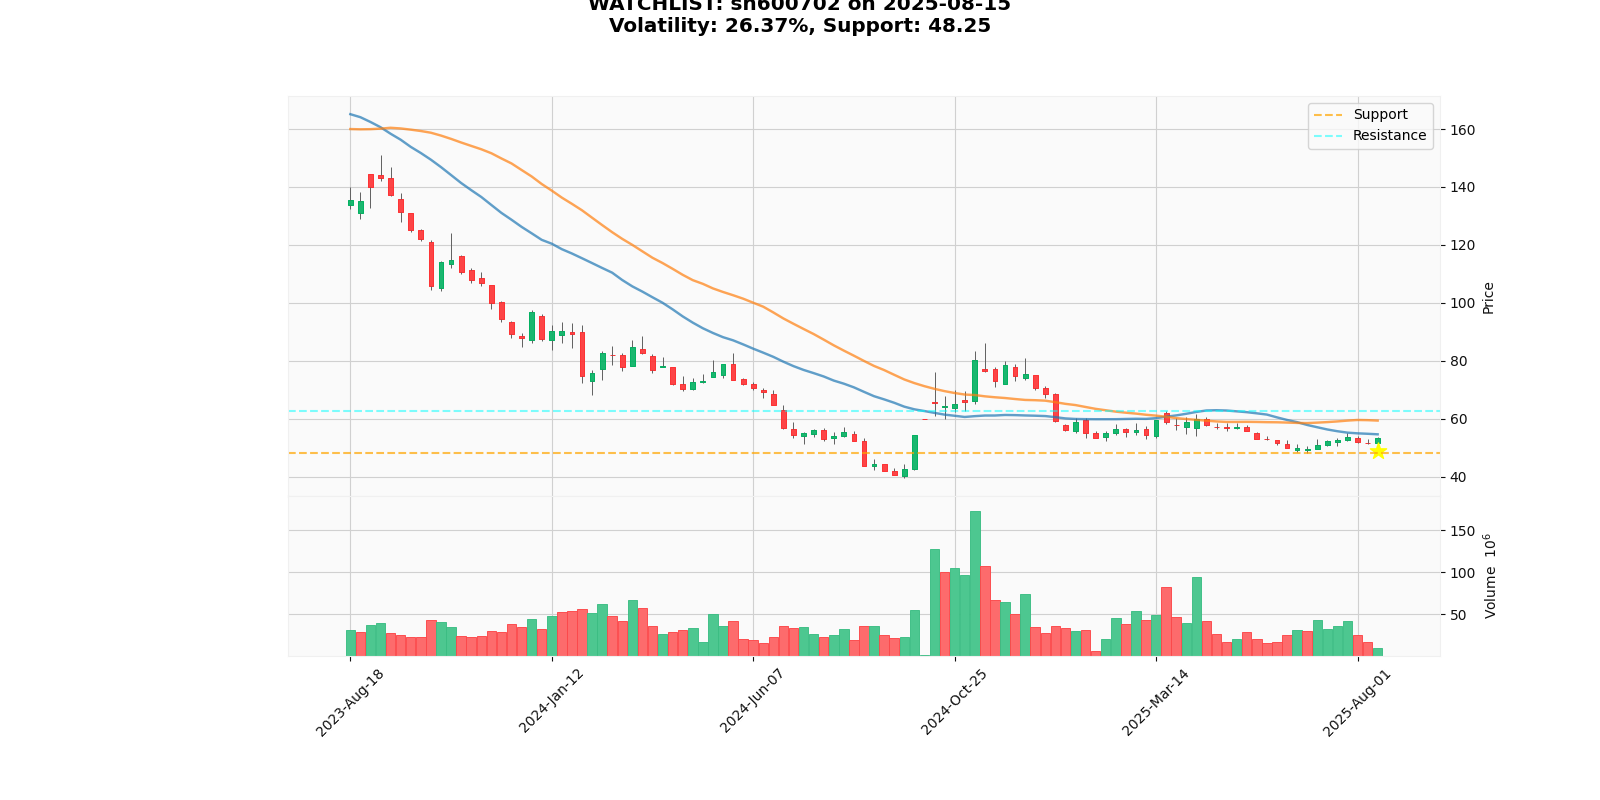 WATCHLIST: sh600702 on 2025-08-15
Volatility: 26.37%, Support: 48.25
Support
Resistance
160
140
120
100
80
60
40
Price
150
100
50
Volume 10^6
2023-Aug-18
2024-Jan-12
2024-Jun-07
2024-Oct-25
2025-Mar-14
2025-Aug-01